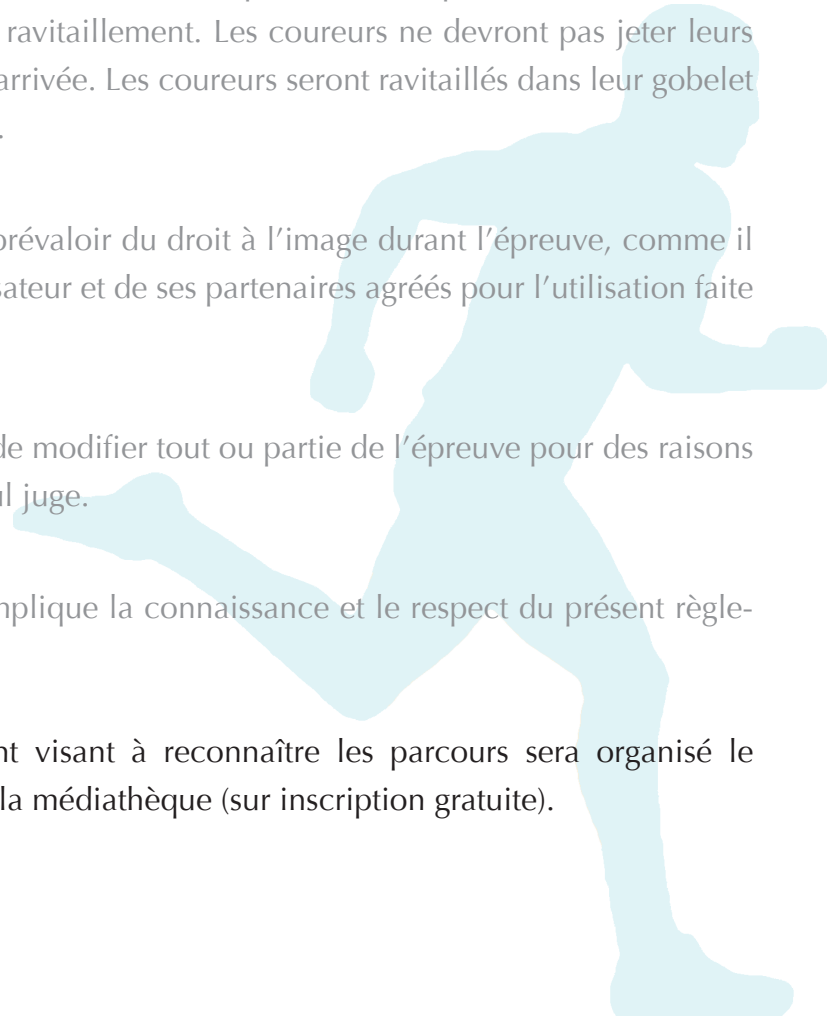 ravitaillement. Les coureurs ne devront pas jeter leurs
arrivée. Les coureurs seront ravitaillés dans leur gobelet
.
prévaloir du droit à l’image durant l’épreuve, comme il
sateur et de ses partenaires agréés pour l’utilisation faite
de modifier tout ou partie de l’épreuve pour des raisons
ul juge.
mplique la connaissance et le respect du présent règle-
nt visant à reconnaître les parcours sera organisé le
la médiathèque (sur inscription gratuite).